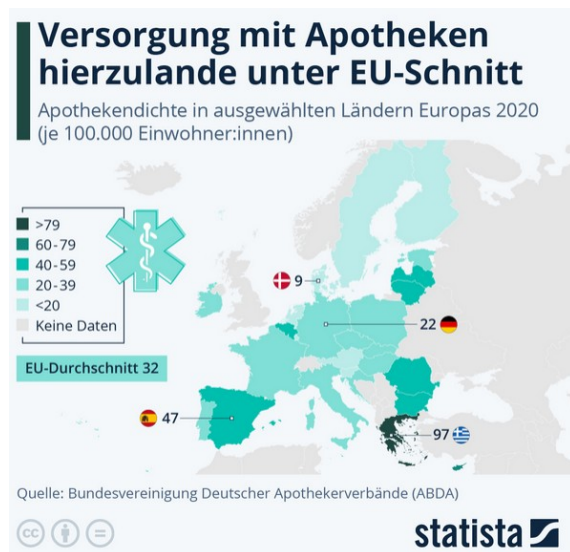 Versorgung mit Apotheken
hierzulande unter EU-Schnitt
Apothekendichte in ausgewählten Ländern Europas 2020
(je 100.000 Einwohner:innen)
>79
60-79
40-59
20-39
<20
Keine Daten
EU-Durchschnitt 32
9
22
47
97
Quelle: Bundesvereinigung Deutscher Apothekerverbände (ABDA)
cc
statista